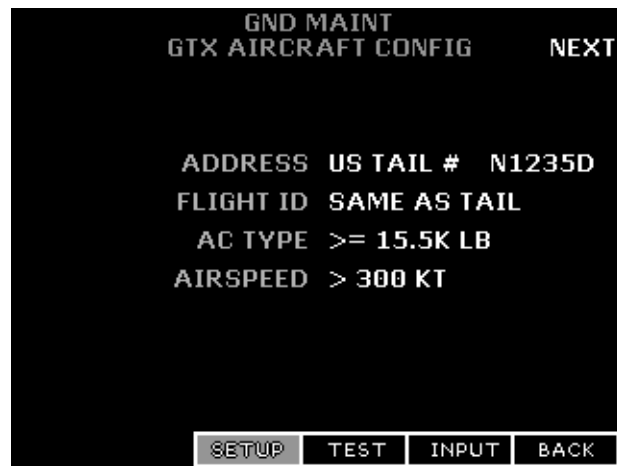 GND MAINT
GTX AIRCRAFT CONFIG NEXT
ADDRESS US TAIL # N1235D
FLIGHT ID SAME AS TAIL
AC TYPE >= 15.5K LB
AIRSPEED > 300 KT
SETUP TEST INPUT BACK